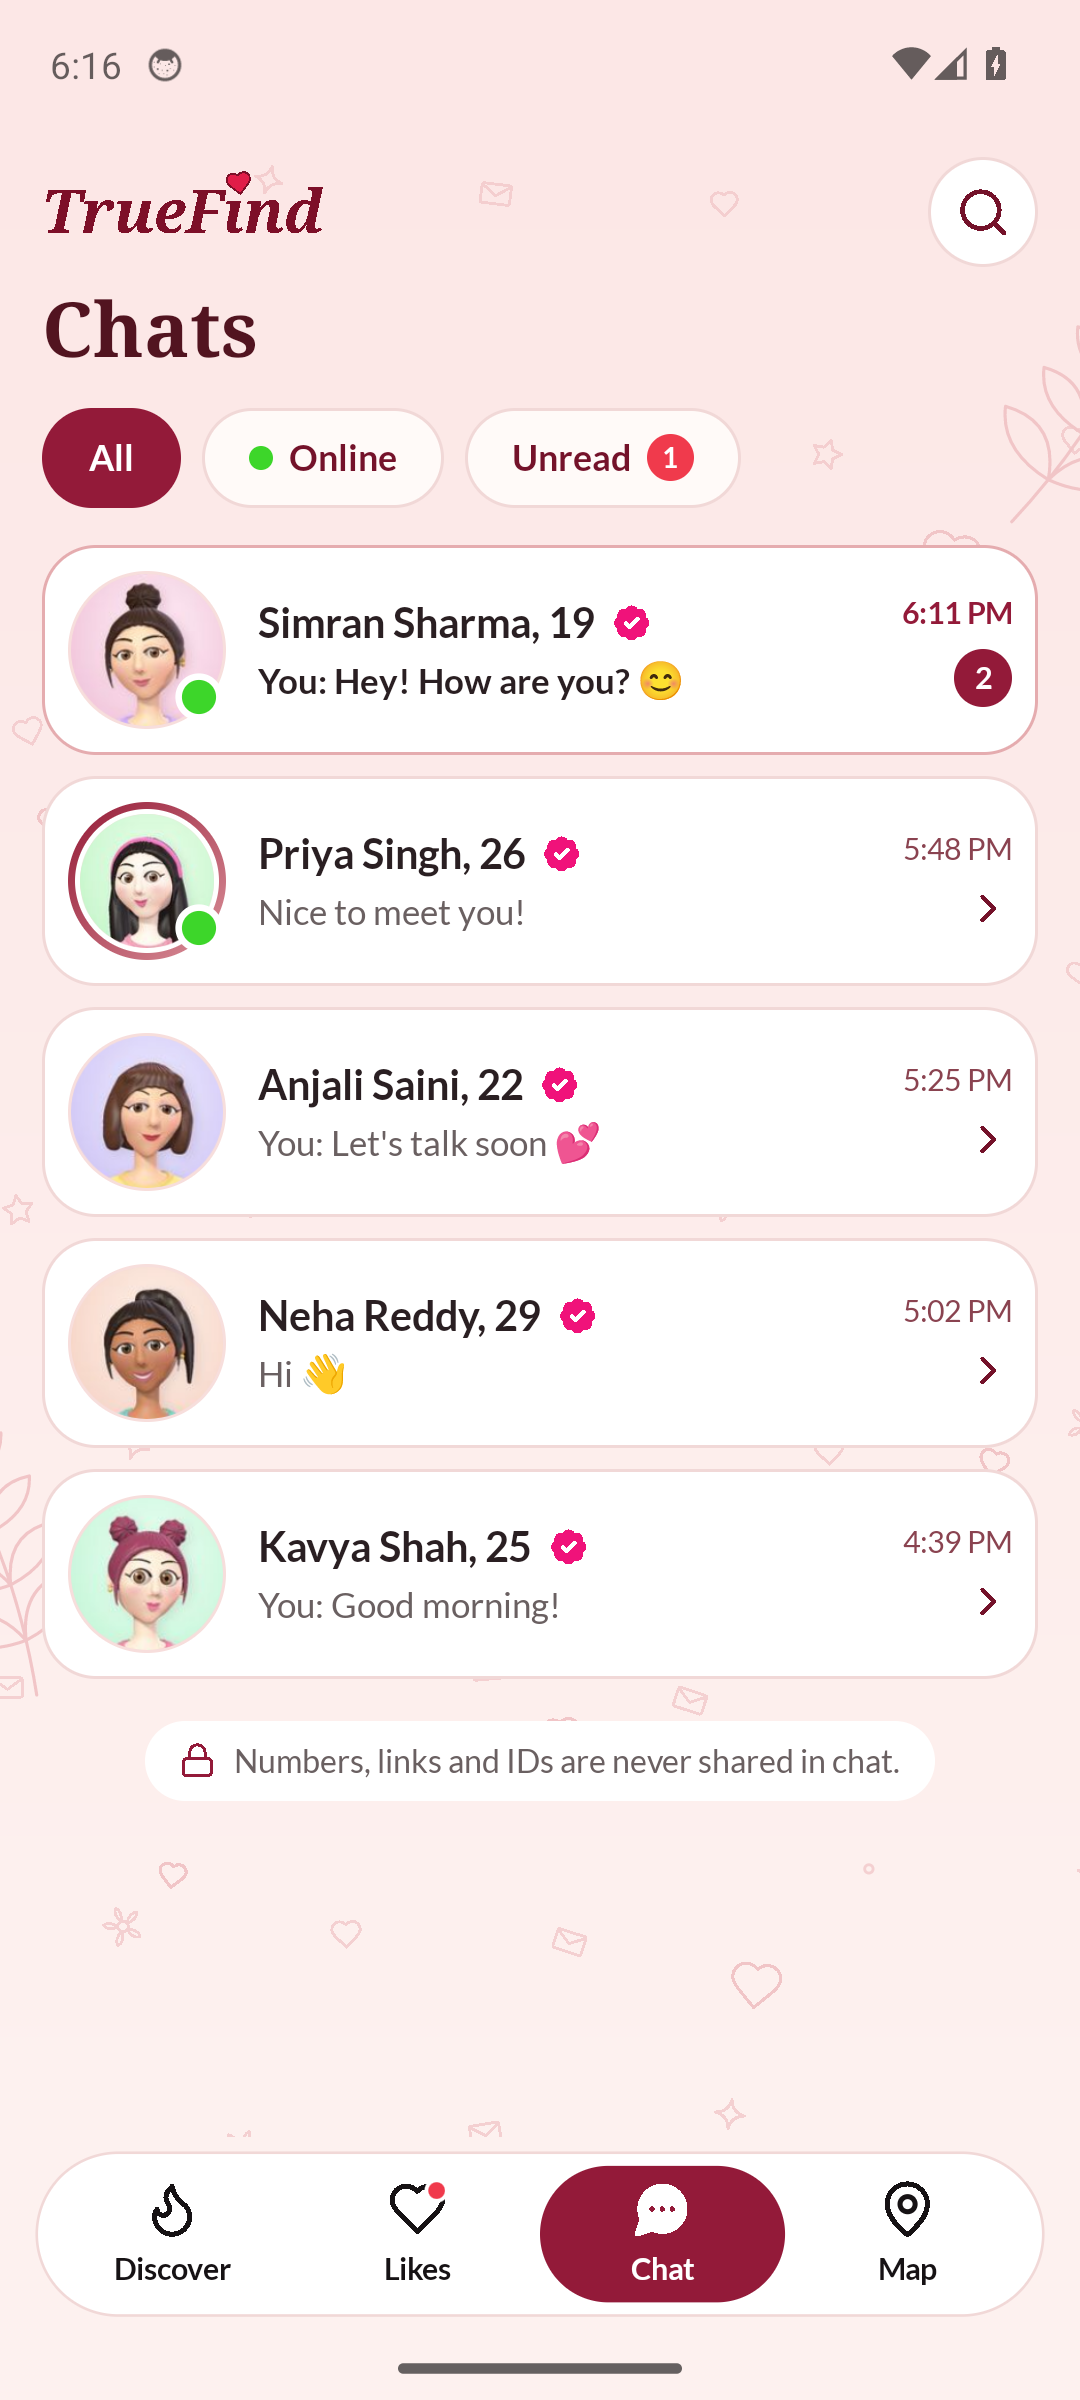 6:16
TrueFind
Chats
All
Online
Unread 1
Simran Sharma, 19
6:11 PM
You: Hey! How are you? 😊
2
Priya Singh, 26
5:48 PM
Nice to meet you!
Anjali Saini, 22
5:25 PM
You: Let's talk soon 💕
Neha Reddy, 29
5:02 PM
Hi 👋
Kavya Shah, 25
4:39 PM
You: Good morning!
Numbers, links and IDs are never shared in chat.
Discover
Likes
Chat
Map